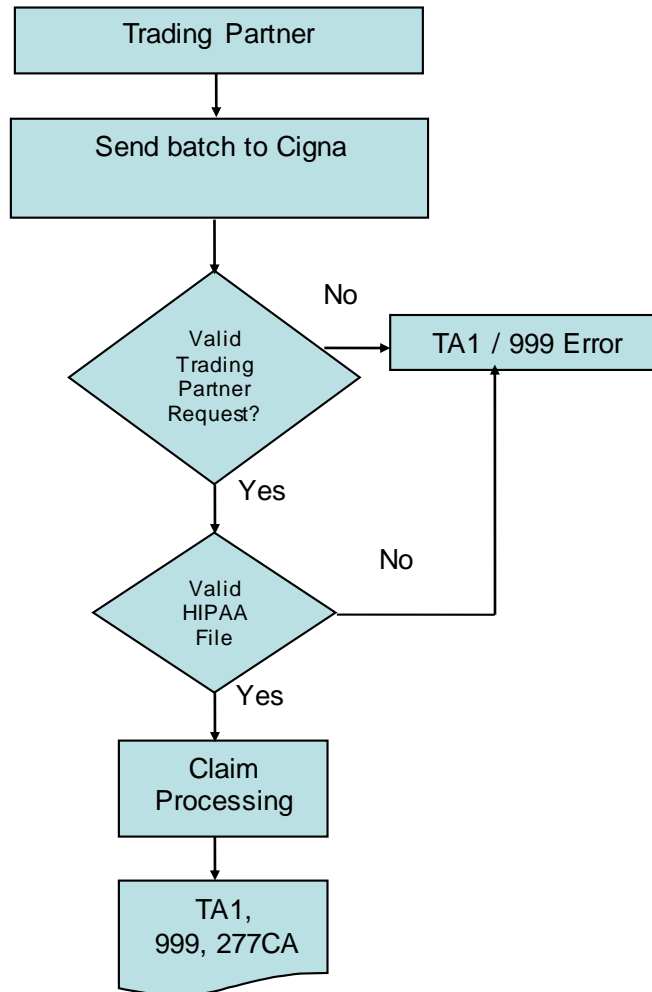 Trading Partner
Send batch to Cigna
No
Valid
Trading
Partner
Request?
TA1 / 999 Error
Yes
No
Valid
HIPAA
File
Yes
Claim
Processing
TA1,
999, 277CA